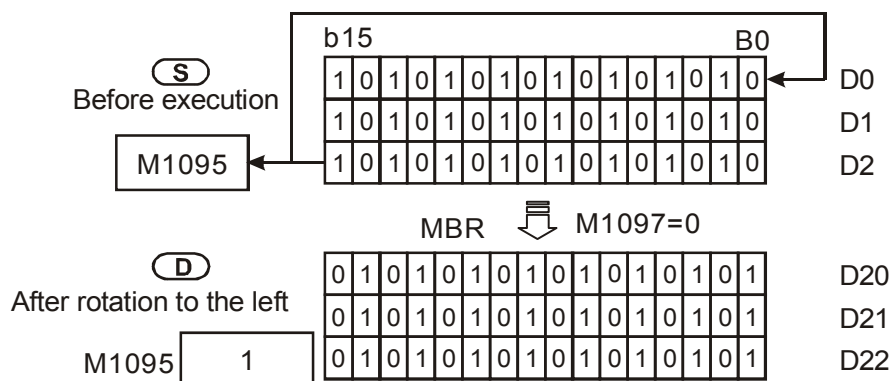 b15 B0
S
Before execution
1 0 1 0 1 0 1 0 1 0 1 0 1 0 1 0 D0
1 0 1 0 1 0 1 0 1 0 1 0 1 0 1 0 D1
M1095 1 0 1 0 1 0 1 0 1 0 1 0 1 0 1 0 D2
MBR M1097=0
D
After rotation to the left
0 1 0 1 0 1 0 1 0 1 0 1 0 1 0 1 D20
0 1 0 1 0 1 0 1 0 1 0 1 0 1 0 1 D21
M1095 1 0 1 0 1 0 1 0 1 0 1 0 1 0 1 0 1 D22